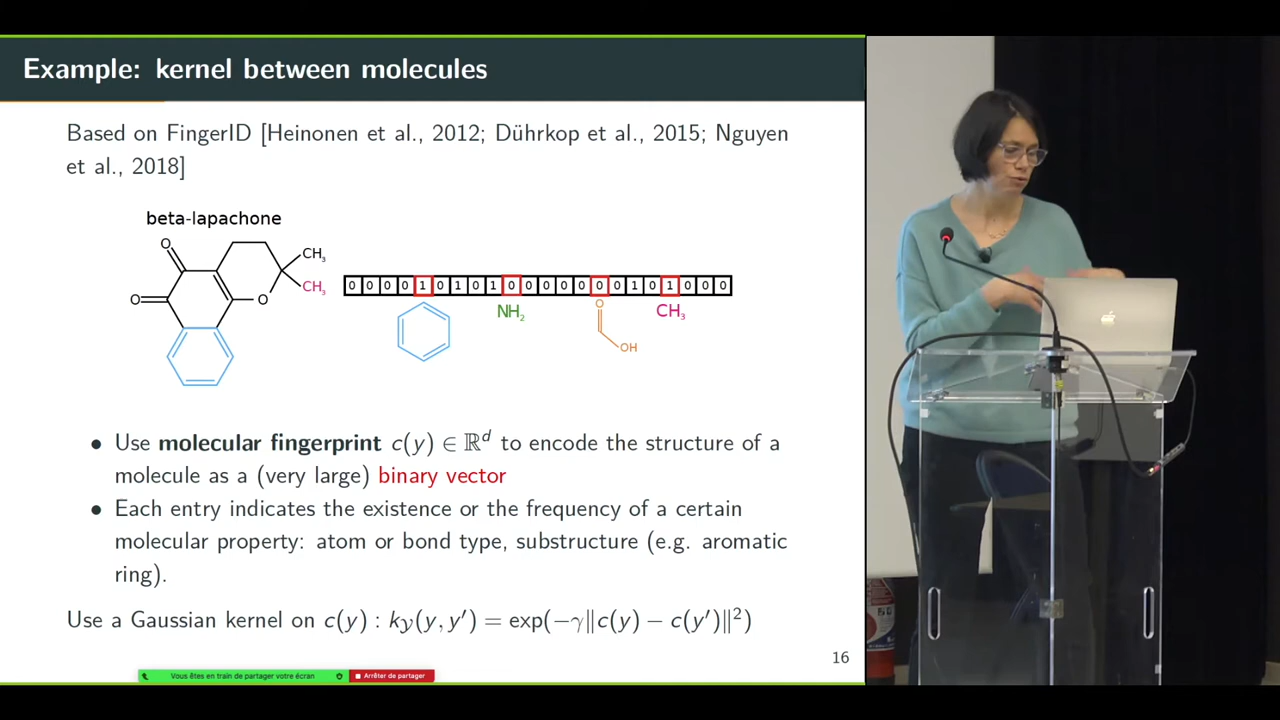 Example: kernel between molecules
Based on FingerID [Heinonen et al., 2012; Dührkop et al., 2015; Nguyen
et al., 2018]
beta-lapachone
O
O
O
CH₃
CH₃
0 0 0 0 1 0 1 0 1 0 0 0 0 0 0 0 1 0 1 0 0 0
NH₂
O
OH
CH₃
• Use molecular fingerprint c(y) ∈ ℝᵈ to encode the structure of a
molecule as a (very large) binary vector
• Each entry indicates the existence or the frequency of a certain
molecular property: atom or bond type, substructure (e.g. aromatic
ring).
Use a Gaussian kernel on c(y) : k𝒴(y, y′) = exp(−γ‖c(y) − c(y′)‖²)
16
Vous êtes en train de partager votre écran
Arrêter de partager